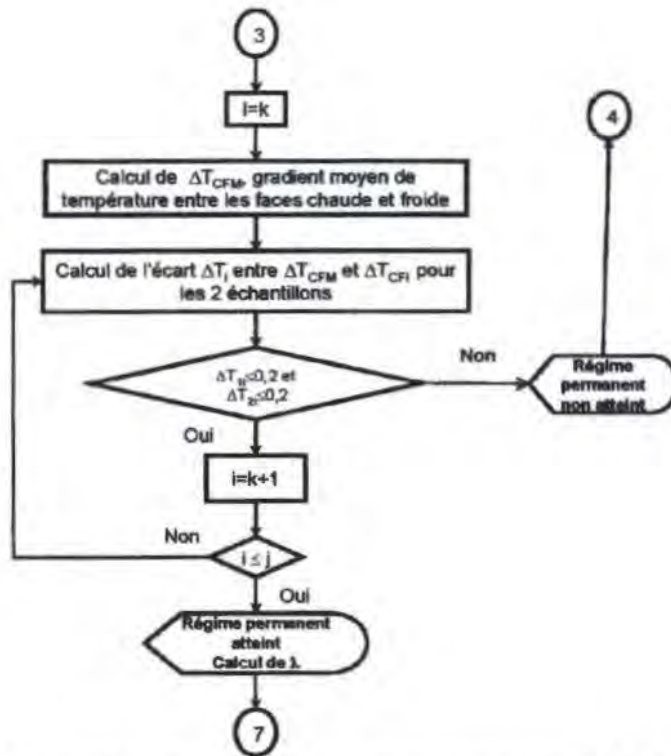 3
i=k
4
Calcul de ΔT_CFM, gradient moyen de
température entre les faces chaude et froide
Calcul de l'écart ΔT_i entre ΔT_CFM et ΔT_CFi pour
les 2 échantillons
Non
ΔT_1i≤0,2 et
ΔT_2i≤0,2
Régime
permanent
non atteint
Oui
i=k+1
Non
i ≤ j
Oui
Régime permanent
atteint
Calcul de λ
7